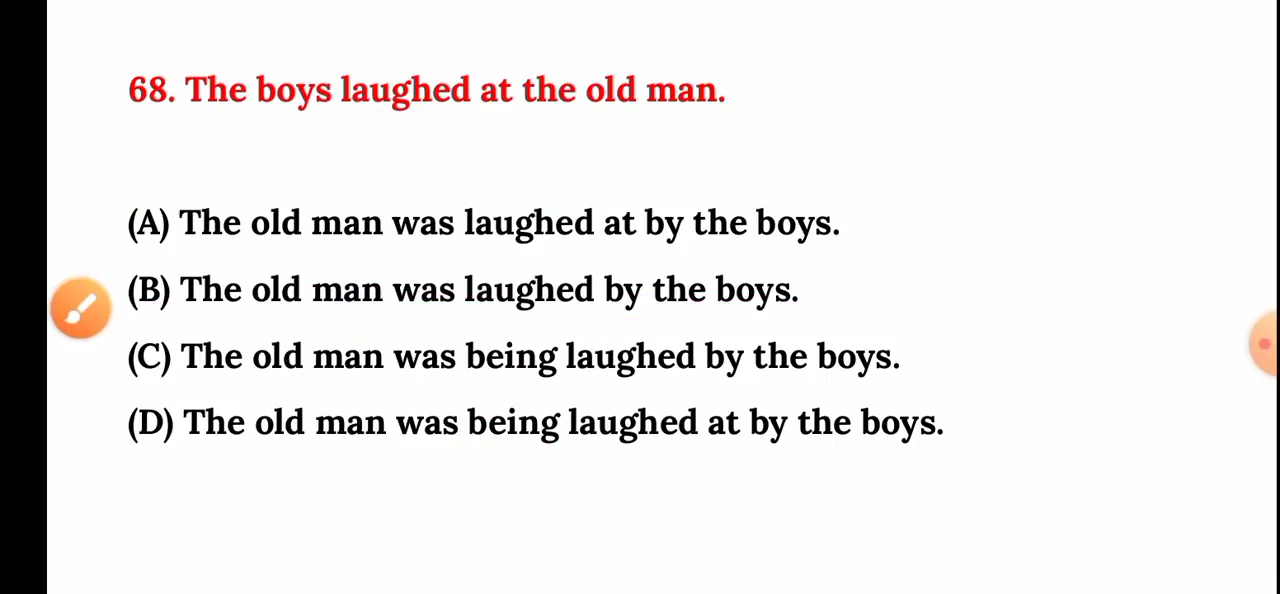 68. The boys laughed at the old man.
(A) The old man was laughed at by the boys.
(B) The old man was laughed by the boys.
(C) The old man was being laughed by the boys.
(D) The old man was being laughed at by the boys.